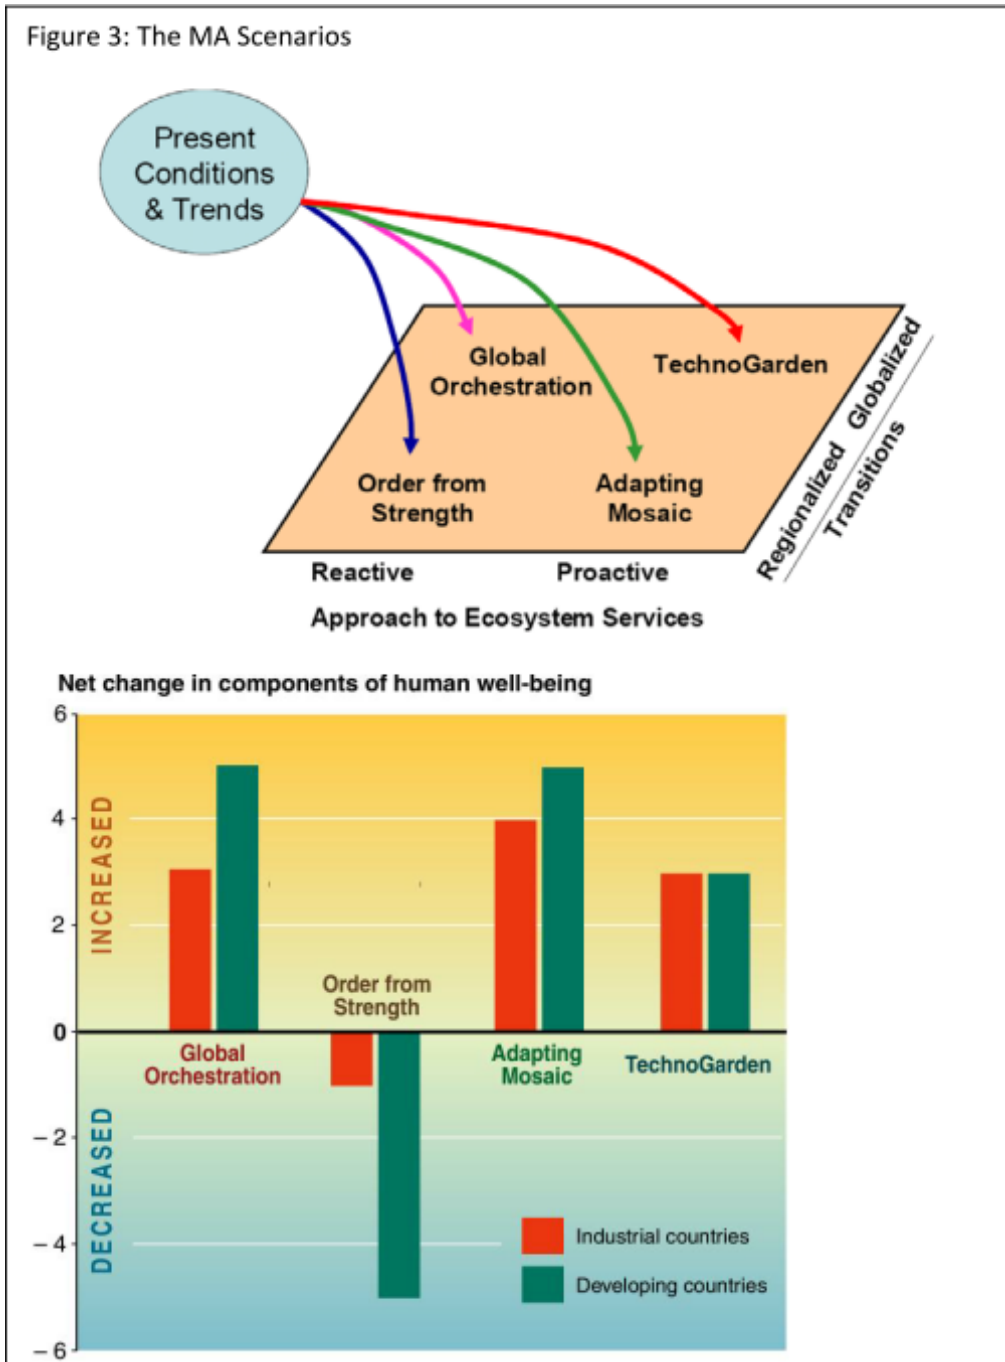 Figure 3: The MA Scenarios
Present
Conditions
& Trends
Global
Orchestration
TechnoGarden
Order from
Strength
Adapting
Mosaic
Regionalized Globalized
Transitions
Reactive
Proactive
Approach to Ecosystem Services
Net change in components of human well-being
6
4
2
0
– 2
– 4
– 6
INCREASED
DECREASED
Order from
Strength
Global
Orchestration
Adapting
Mosaic
TechnoGarden
Industrial countries
Developing countries